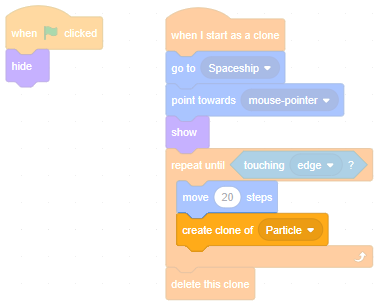 when clicked
hide
when I start as a clone
go to Spaceship
point towards mouse-pointer
show
repeat until touching edge ?
move 20 steps
create clone of Particle
delete this clone